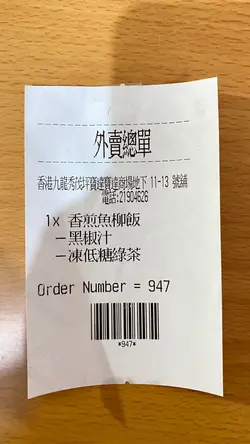 外賣總單
香港九龍秀茂坪寶達寶達商場地下 11-13 號鋪
電話:21904626
1x 香煎魚柳飯
－黑椒汁
－凍低糖綠茶
Order Number = 947
*947*